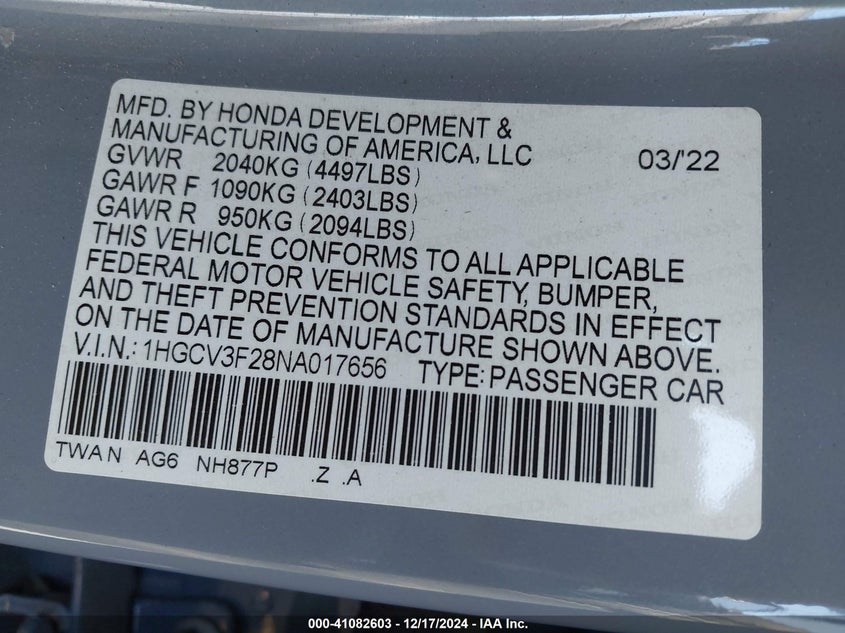 MFD. BY HONDA DEVELOPMENT &
MANUFACTURING OF AMERICA, LLC 03/'22
GVWR 2040KG (4497LBS)
GAWR F 1090KG (2403LBS)
GAWR R 950KG (2094LBS)
THIS VEHICLE CONFORMS TO ALL APPLICABLE
FEDERAL MOTOR VEHICLE SAFETY, BUMPER,
AND THEFT PREVENTION STANDARDS IN EFFECT
ON THE DATE OF MANUFACTURE SHOWN ABOVE.
V.I.N.: 1HGCV3F28NA017656 TYPE: PASSENGER CAR
TWA N AG6 NH877P .Z .A
000-41082603 – 12/17/2024 – IAA Inc.